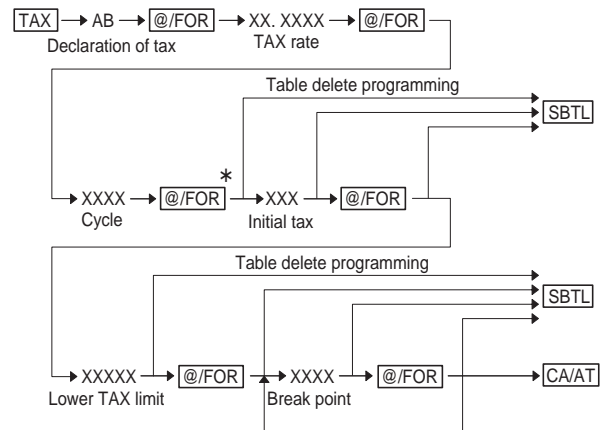 TAX AB @/FOR XX. XXXX @/FOR
Declaration of tax TAX rate
Table delete programming
SBTL
*
XXXX @/FOR XXX @/FOR
Cycle Initial tax
Table delete programming
SBTL
XXXXX @/FOR XXXX @/FOR CA/AT
Lower TAX limit Break point